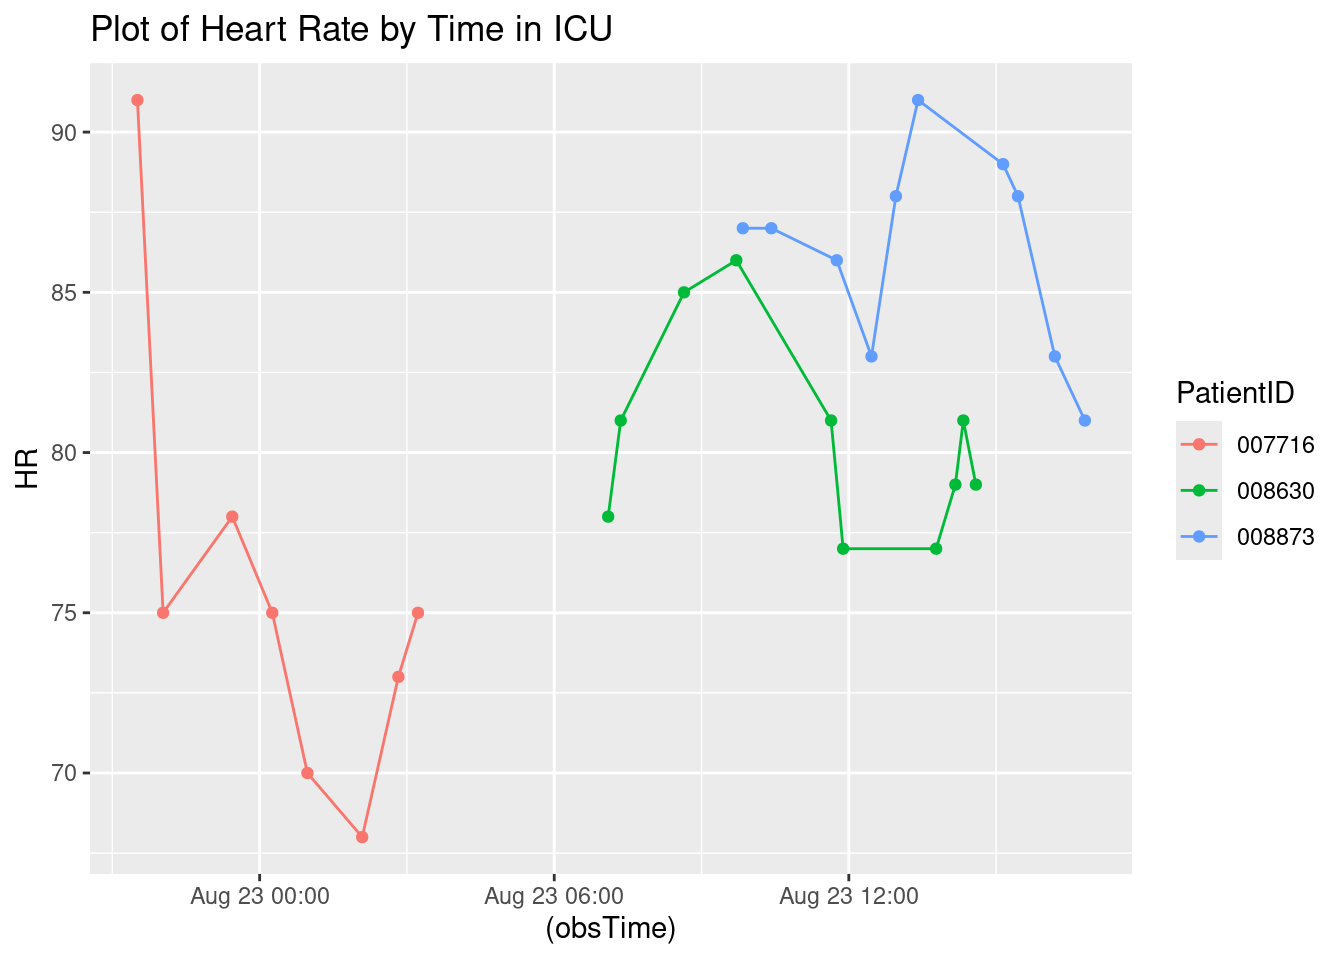 Plot of Heart Rate by Time in ICU
90
85
80
75
70
HR
Aug 23 00:00
Aug 23 06:00
Aug 23 12:00
(obsTime)
PatientID
007716
008630
008873